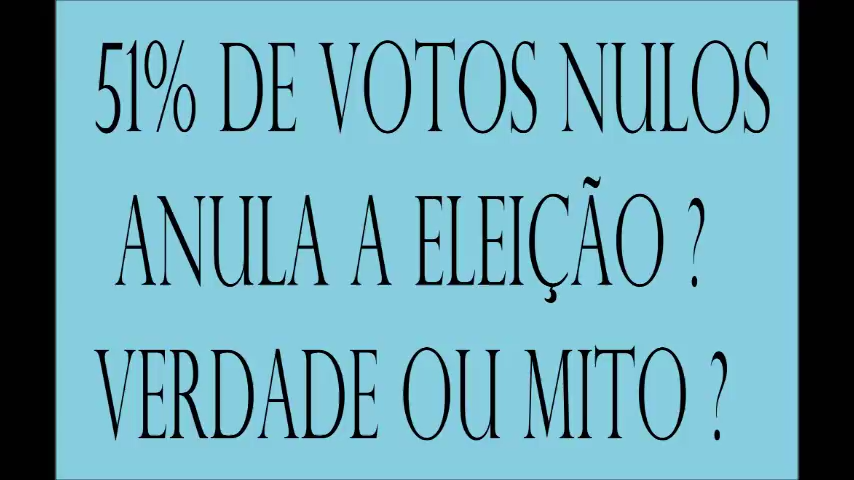 51% DE VOTOS NULOS
ANULA A ELEIÇÃO ?
VERDADE OU MITO ?